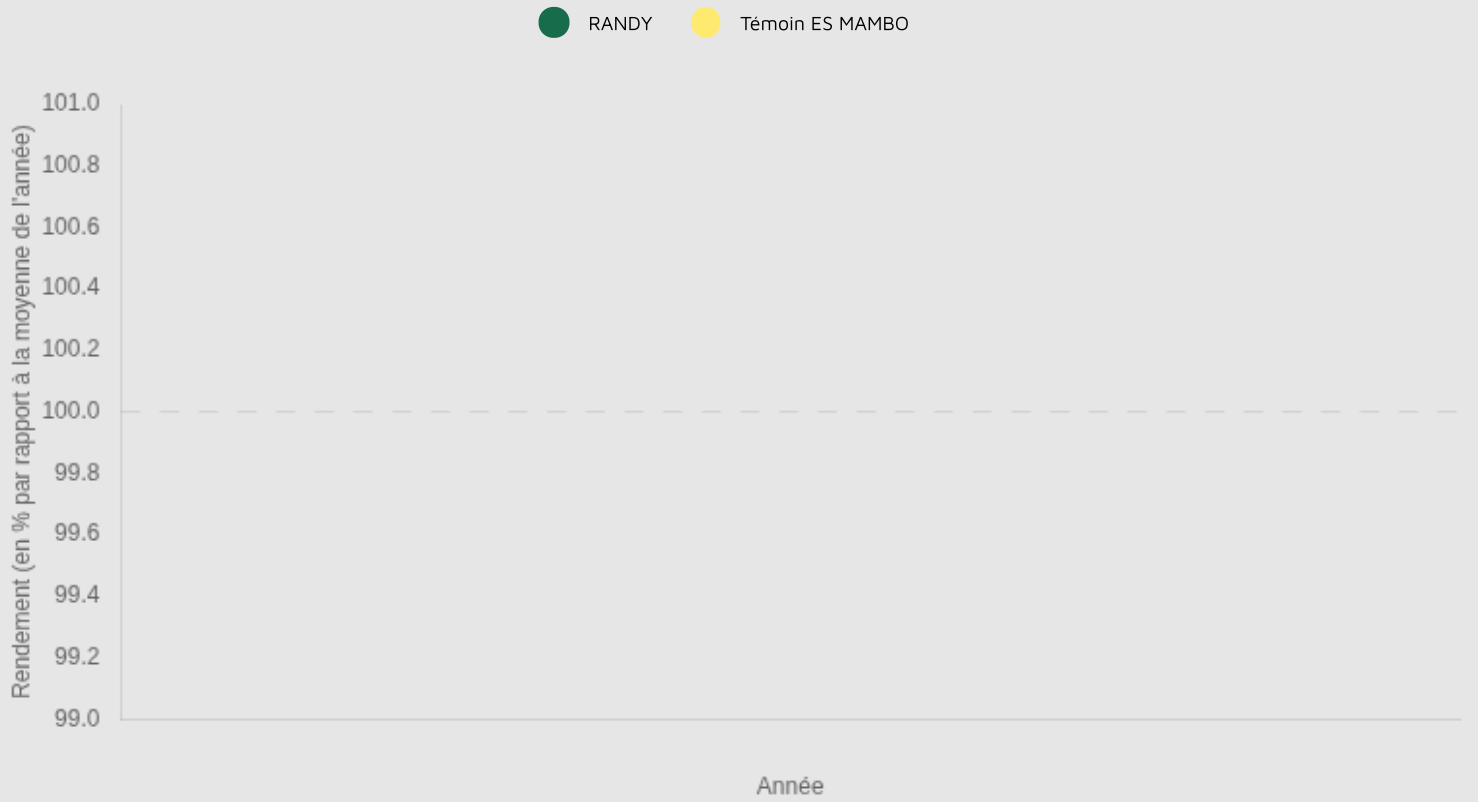 RANDY
Témoin ES MAMBO
Rendement (en % par rapport à la moyenne de l'année)
101.0
100.8
100.6
100.4
100.2
100.0
99.8
99.6
99.4
99.2
99.0
Année